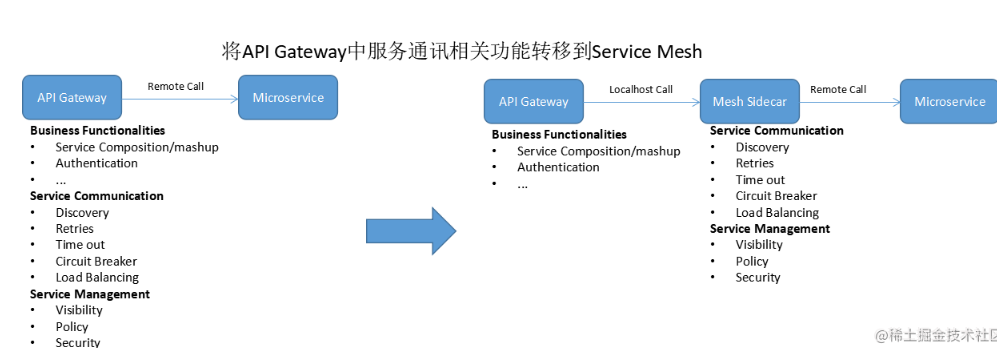 将API Gateway中服务通讯相关功能转移到Service Mesh
API Gateway
Remote Call
Microservice
Business Functionalities
• Service Composition/mashup
• Authentication
• ...
Service Communication
• Discovery
• Retries
• Time out
• Circuit Breaker
• Load Balancing
Service Management
• Visibility
• Policy
• Security
API Gateway
Localhost Call
Mesh Sidecar
Remote Call
Microservice
Business Functionalities
• Service Composition/mashup
• Authentication
• ...
Service Communication
• Discovery
• Retries
• Time out
• Circuit Breaker
• Load Balancing
Service Management
• Visibility
• Policy
• Security
@稀土掘金技术社区